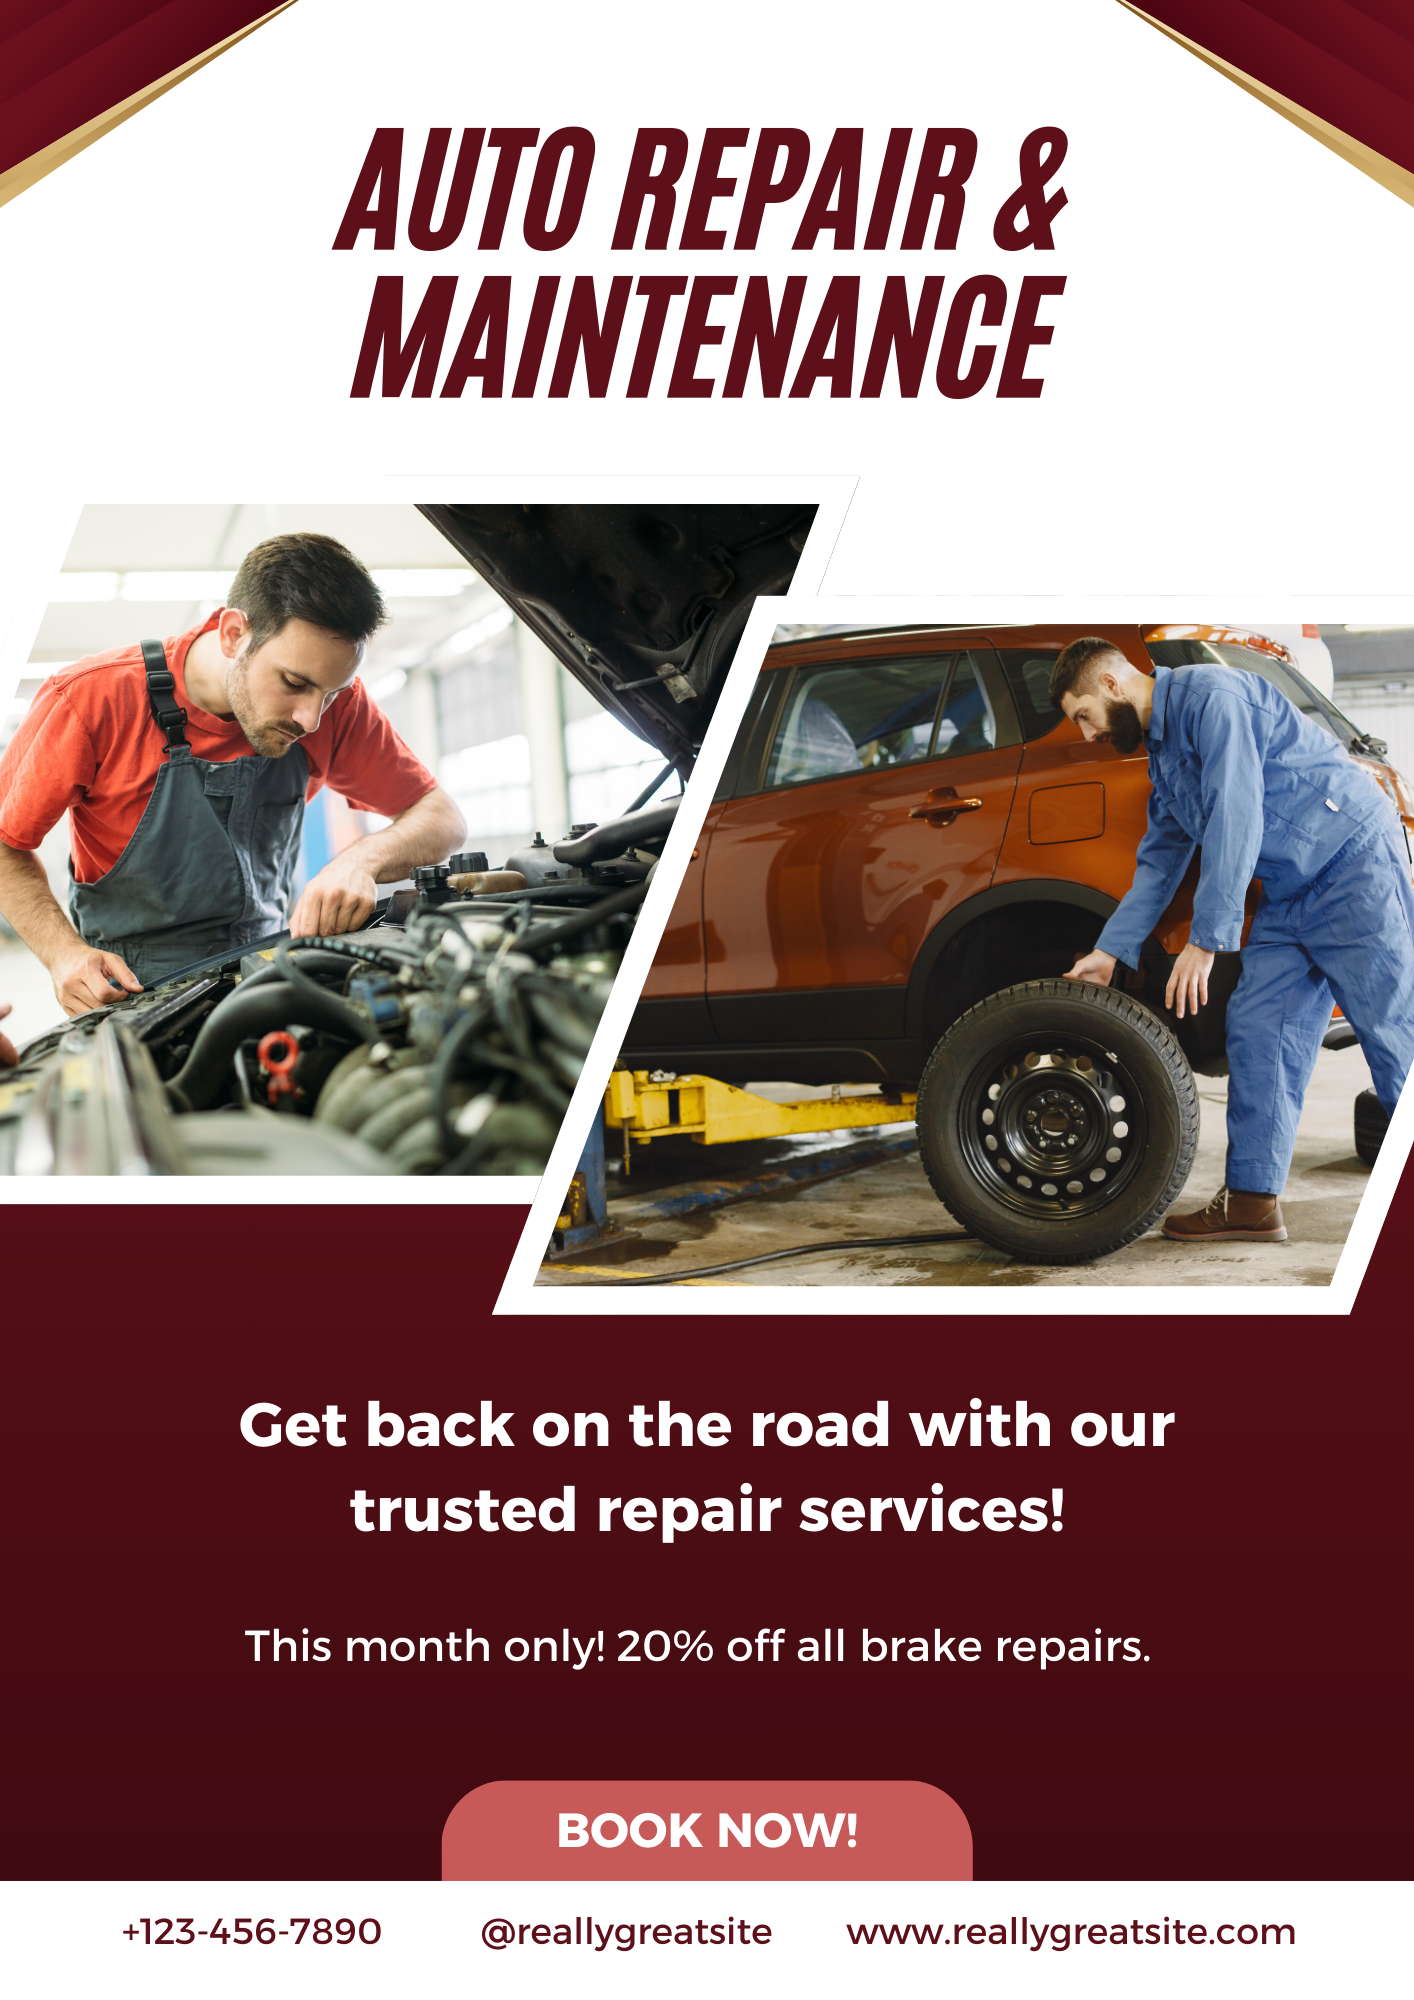 AUTO REPAIR &
MAINTENANCE
Get back on the road with our
trusted repair services!
This month only! 20% off all brake repairs.
BOOK NOW!
+123-456-7890
@reallygreatsite
www.reallygreatsite.com